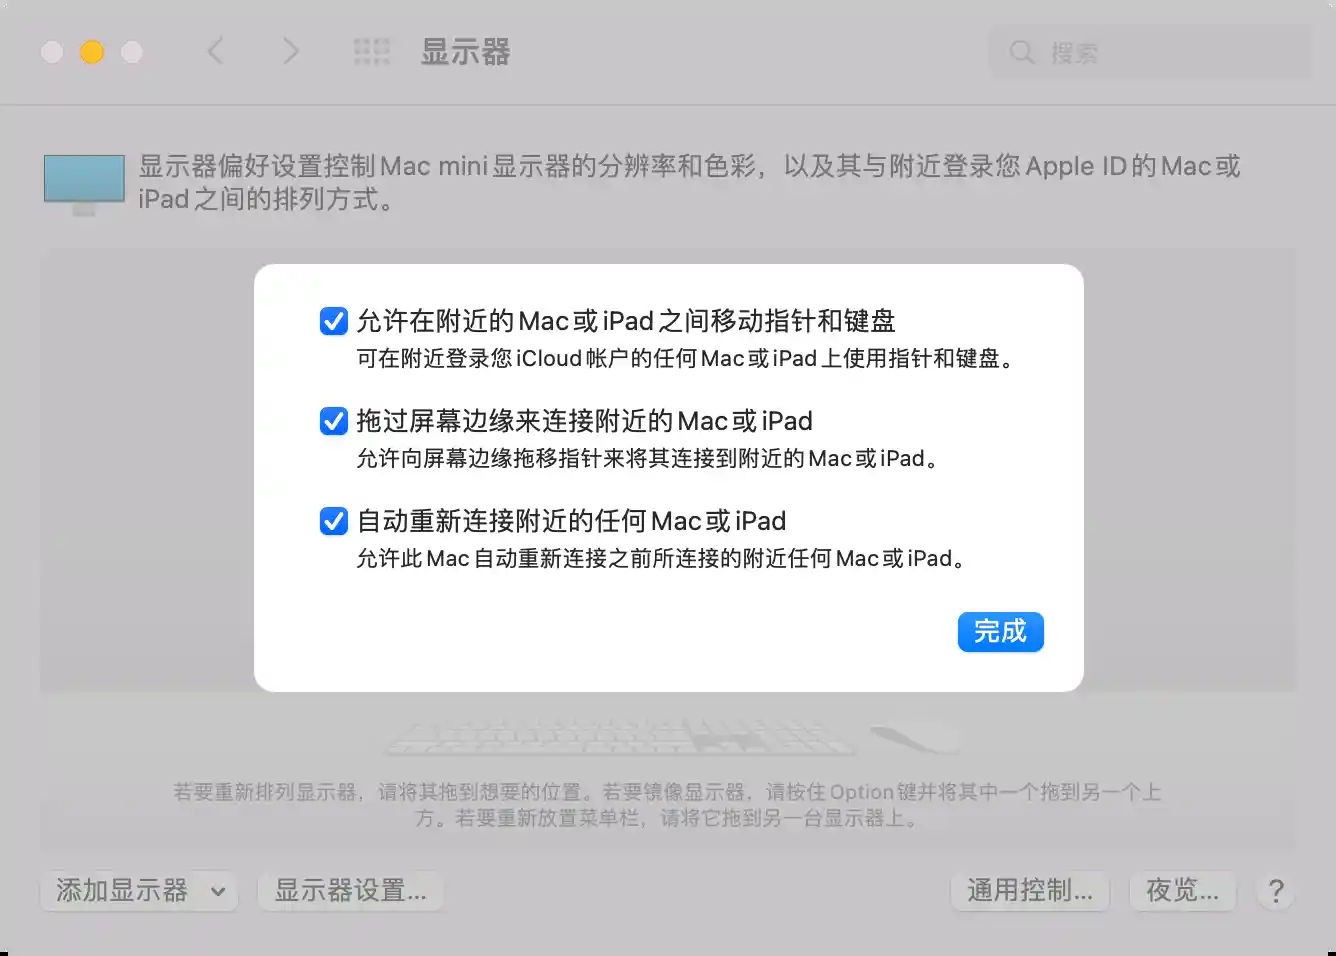 显示器
搜索
显示器偏好设置控制Mac mini显示器的分辨率和色彩，以及其与附近登录您Apple ID的Mac或
iPad之间的排列方式。
允许在附近的Mac或iPad之间移动指针和键盘
可在附近登录您iCloud帐户的任何Mac或iPad上使用指针和键盘。
拖过屏幕边缘来连接附近的Mac或iPad
允许向屏幕边缘拖移指针来将其连接到附近的Mac或iPad。
自动重新连接附近的任何Mac或iPad
允许此Mac自动重新连接之前所连接的附近任何Mac或iPad。
完成
若要重新排列显示器，请将其拖到想要的位置。若要镜像显示器，请按住Option键并将其中一个拖到另一个上
方。若要重新放置菜单栏，请将它拖到另一台显示器上。
添加显示器
显示器设置...
通用控制...
夜览...
?